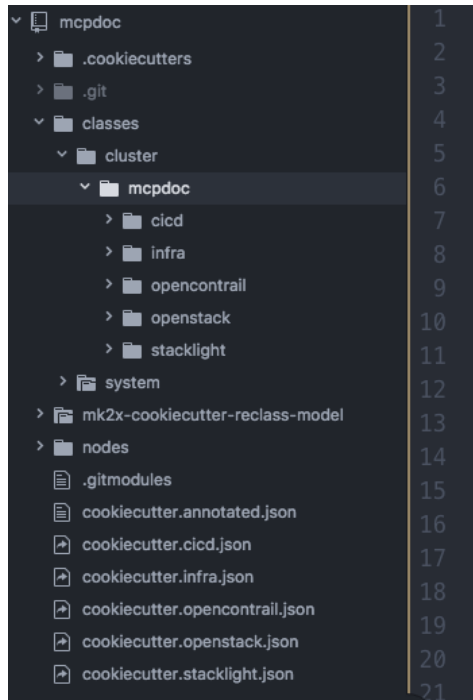 mcpdoc
.cookiecutters
.git
classes
cluster
mcpdoc
cicd
infra
opencontrail
openstack
stacklight
system
mk2x-cookiecutter-reclass-model
nodes
.gitmodules
cookiecutter.annotated.json
cookiecutter.cicd.json
cookiecutter.infra.json
cookiecutter.opencontrail.json
cookiecutter.openstack.json
cookiecutter.stacklight.json
1
2
3
4
5
6
7
8
9
10
11
12
13
14
15
16
17
18
19
20
21